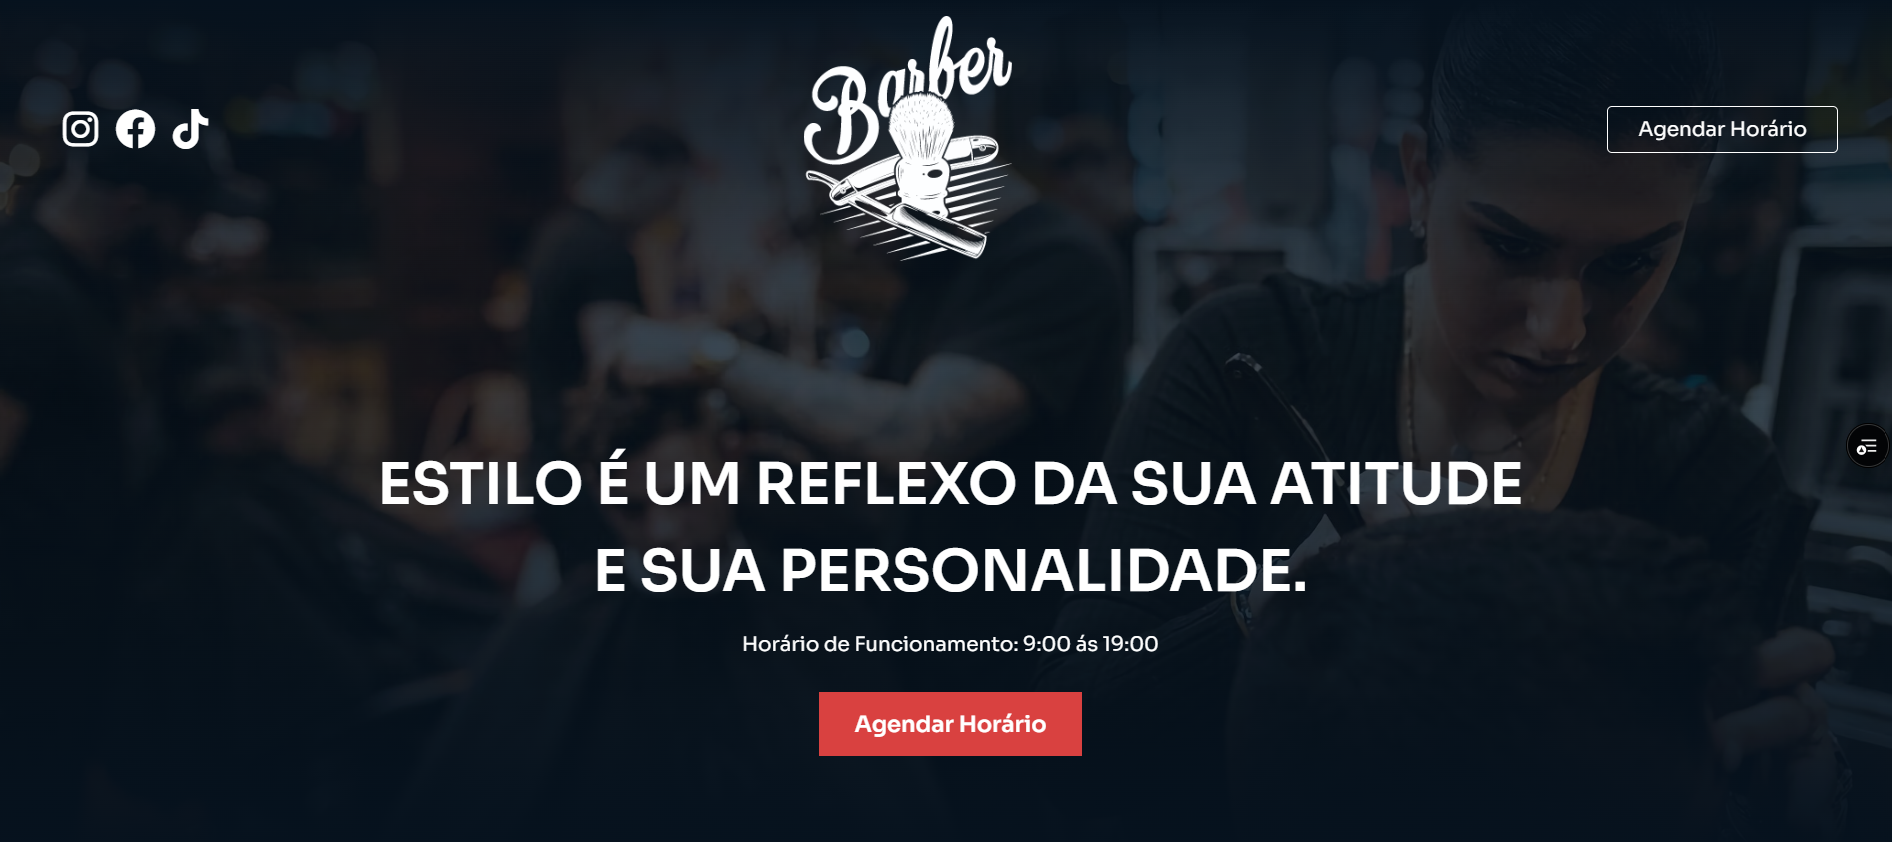 Barber
Agendar Horário
ESTILO É UM REFLEXO DA SUA ATITUDE
E SUA PERSONALIDADE.
Horário de Funcionamento: 9:00 ás 19:00
Agendar Horário